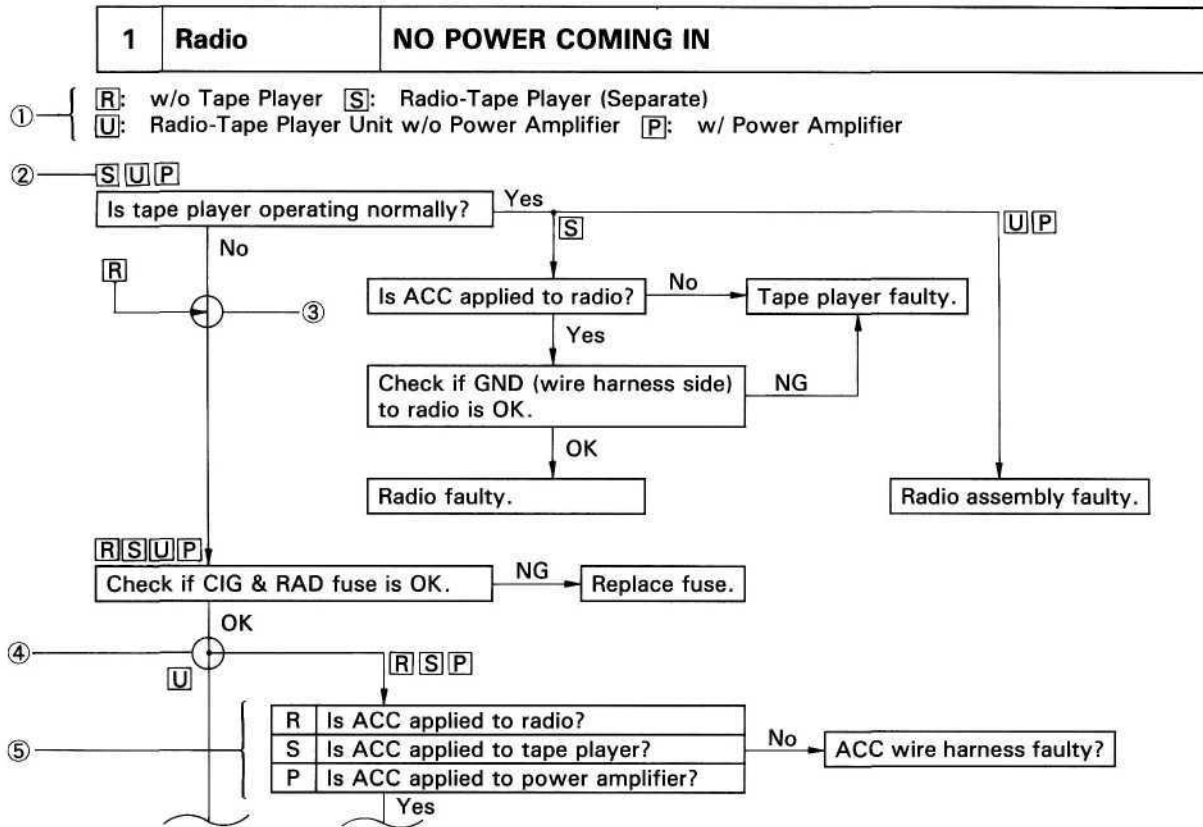 1 Radio NO POWER COMING IN
① R: w/o Tape Player S: Radio-Tape Player (Separate)
U: Radio-Tape Player Unit w/o Power Amplifier P: w/ Power Amplifier
② S U P
Is tape player operating normally?
Yes
S
U P
No
R
③
Is ACC applied to radio?
No
Tape player faulty.
Yes
Check if GND (wire harness side)
to radio is OK.
NG
OK
Radio faulty.
Radio assembly faulty.
R S U P
Check if CIG & RAD fuse is OK.
NG
Replace fuse.
OK
④
U
R S P
⑤
R Is ACC applied to radio?
S Is ACC applied to tape player?
P Is ACC applied to power amplifier?
No
ACC wire harness faulty?
Yes